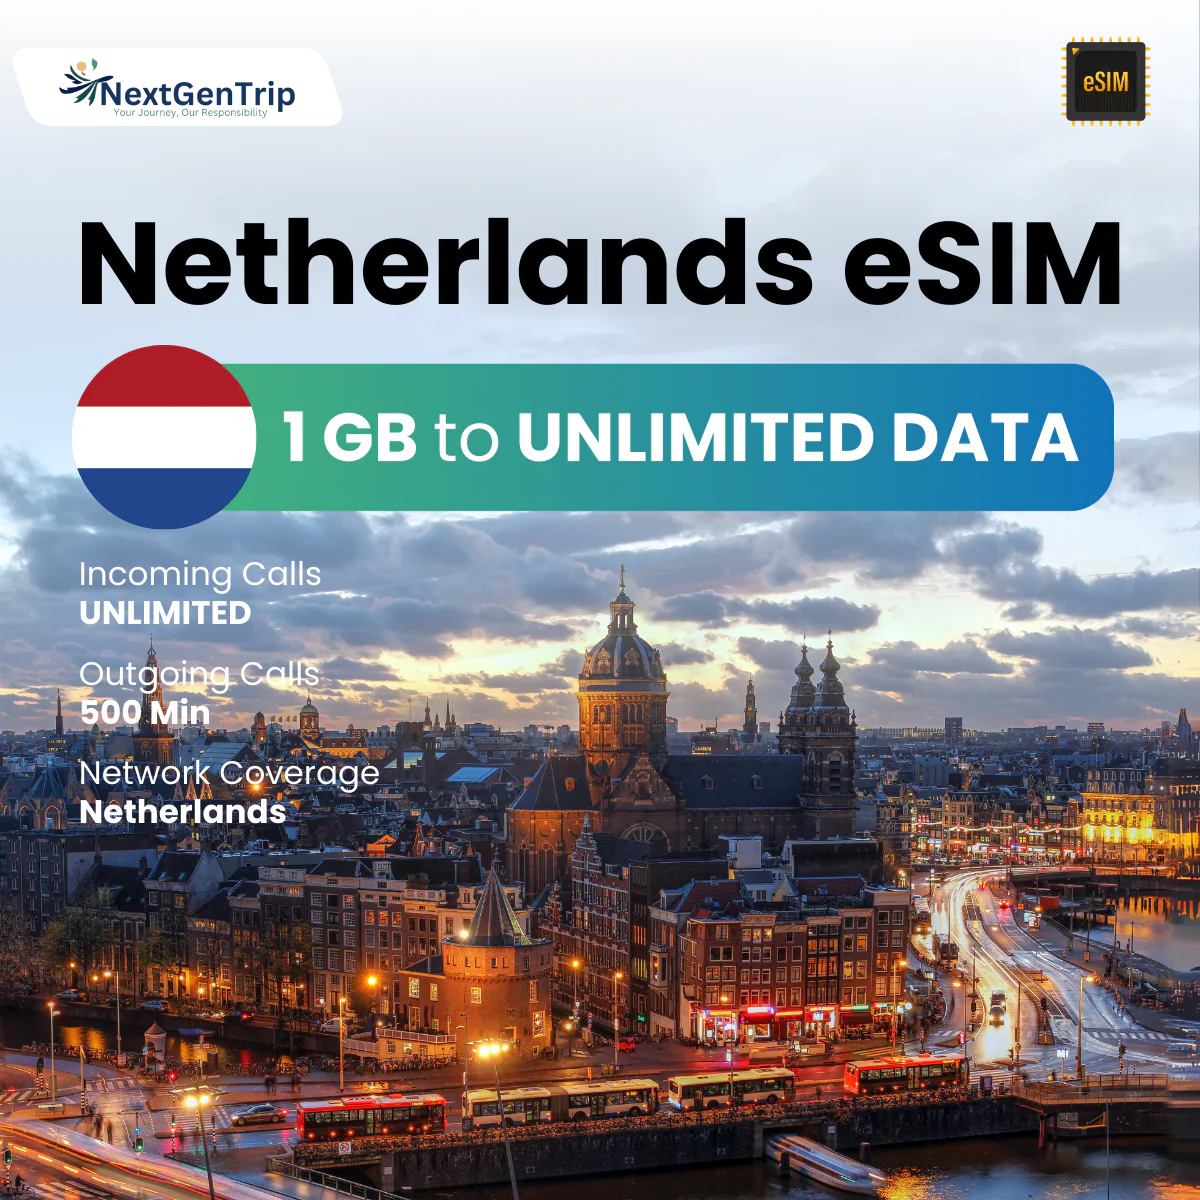 NextGenTrip
Your Journey, Our Responsibility
eSIM
Netherlands eSIM
1 GB to UNLIMITED DATA
Incoming Calls
UNLIMITED
Outgoing Calls
500 Min
Network Coverage
Netherlands